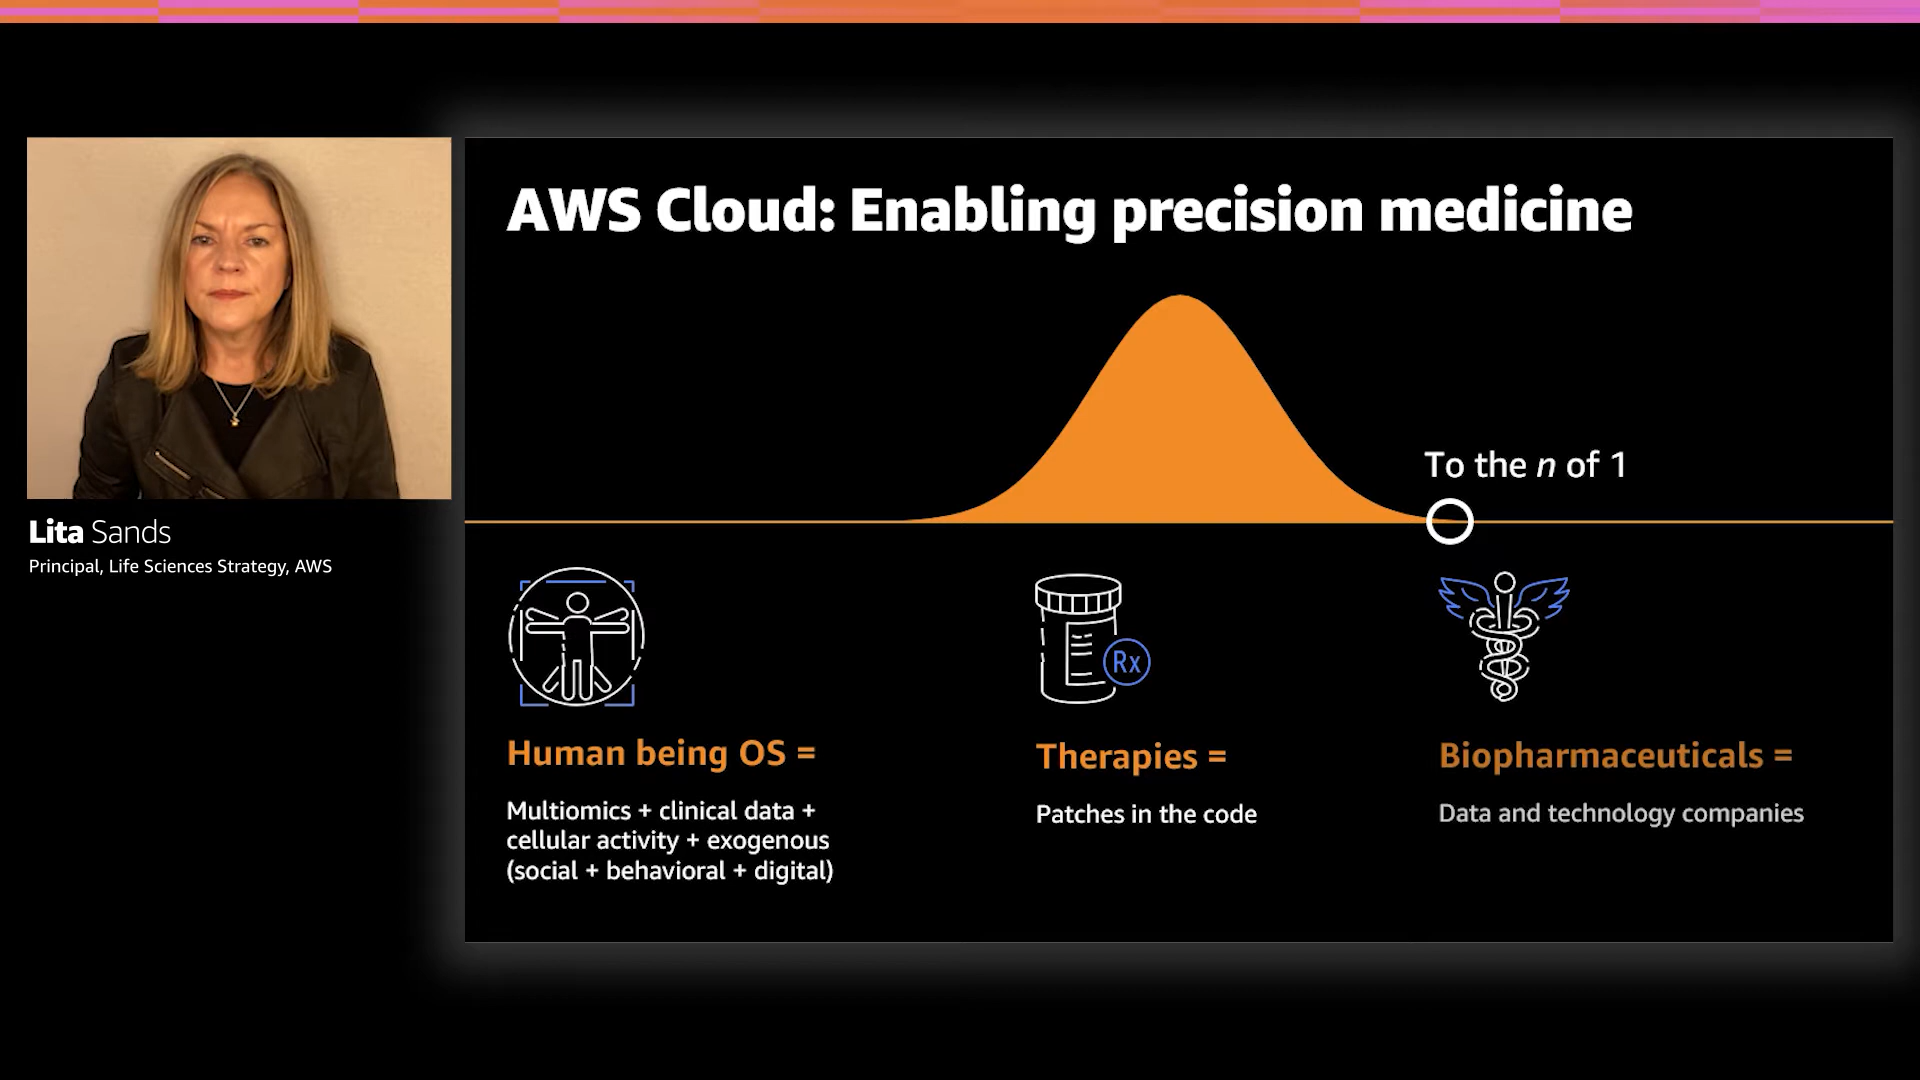 AWS Cloud: Enabling precision medicine
To the n of 1
Lita Sands
Principal, Life Sciences Strategy, AWS
Rx
Human being OS =
Multiomics + clinical data +
cellular activity + exogenous
(social + behavioral + digital)
Therapies =
Patches in the code
Biopharmaceuticals =
Data and technology companies